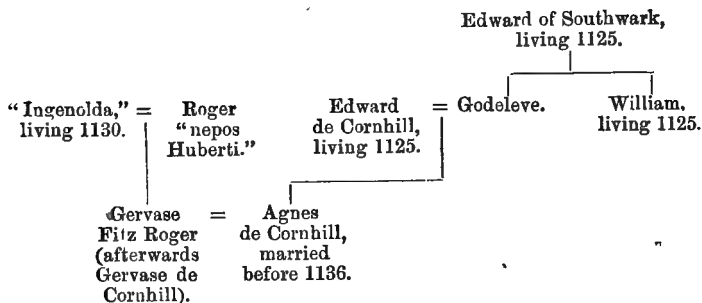 Edward of Southwark,
living 1125.
"Ingenolda," =
living 1130.
Roger
"nepos
Huberti."
Edward
de Cornhill,
living 1125.
= Godeleve.
William,
living 1125.
Gervase
Fitz Roger
(afterwards
Gervase de
Cornhill).
=
Agnes
de Cornhill,
married
before 1136.